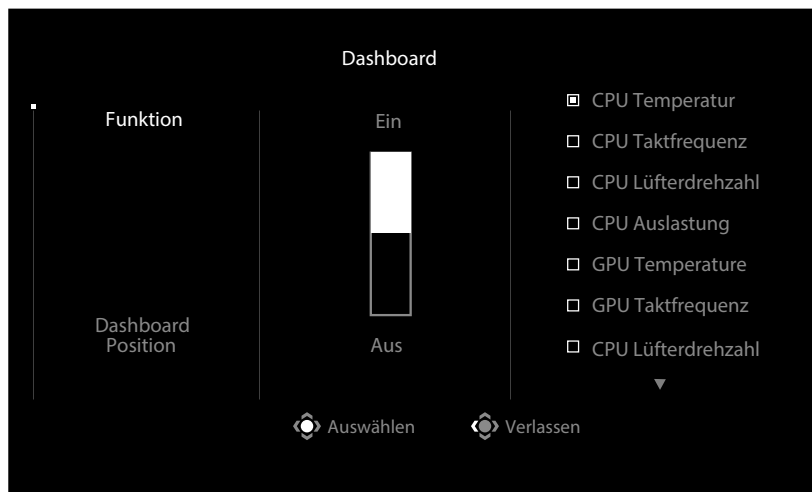 Dashboard
Funktion
Dashboard
Position
Ein
Aus
CPU Temperatur
CPU Taktfrequenz
CPU Lüfterdrehzahl
CPU Auslastung
GPU Temperature
GPU Taktfrequenz
CPU Lüfterdrehzahl
Auswählen
Verlassen